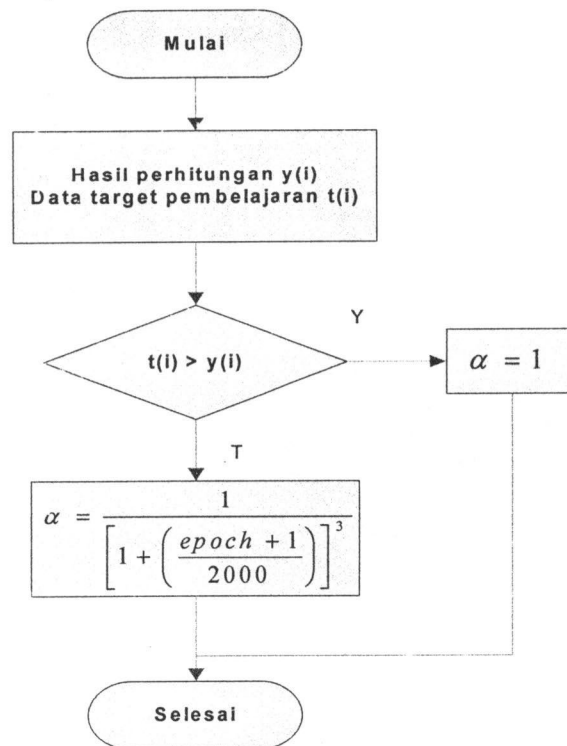 Mulai
Hasil perhitungan y(i)
Data target pembelajaran t(i)
t(i) > y(i)
Y
α = 1
T
α = 1 / [1 + ((epoch + 1) / 2000)]³
Selesai